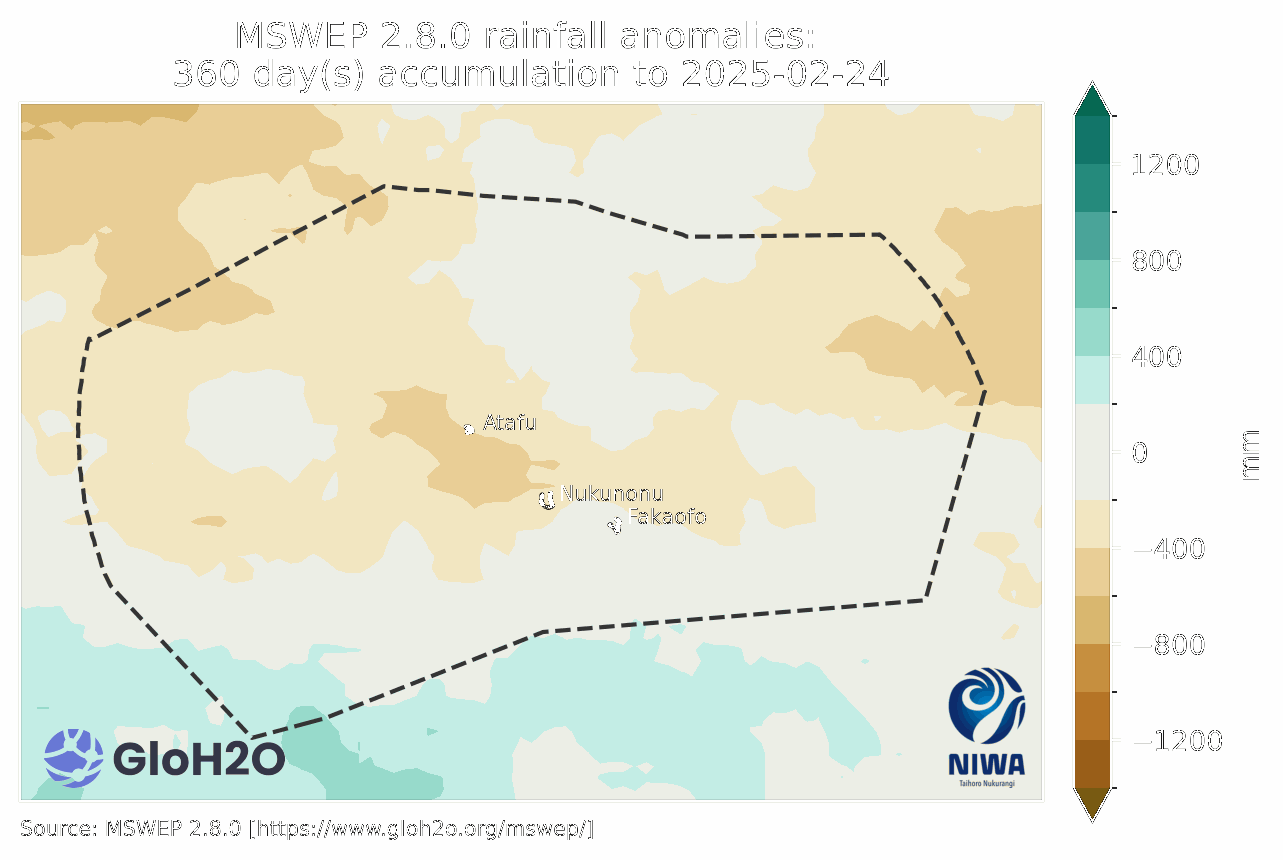 MSWEP 2.8.0 rainfall anomalies:
360 day(s) accumulation to 2025-02-24
1200
800
400
0
−400
−800
−1200
mm
Atafu
Nukunonu
Fakaofo
GloH2O
NIWA
Taihoro Nukurangi
Source: MSWEP 2.8.0 [https://www.gloh2o.org/mswep/]